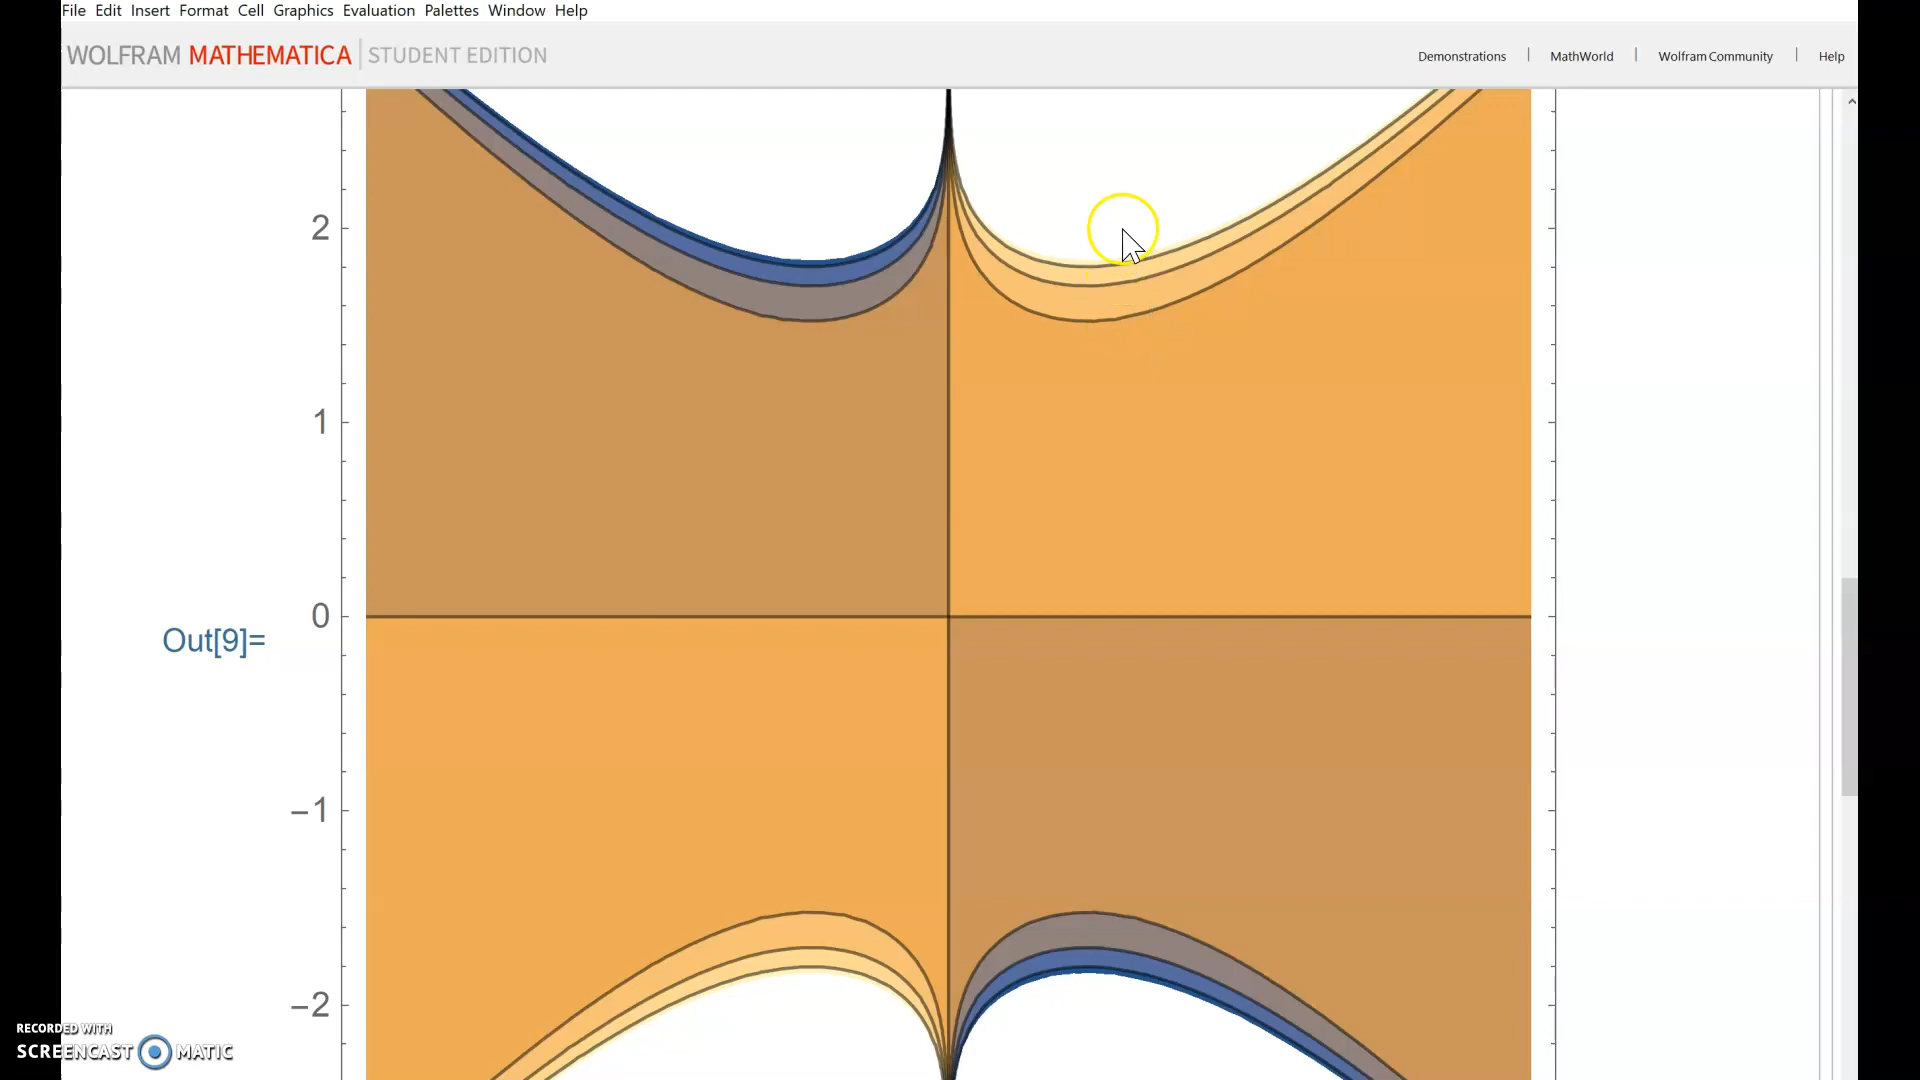 File Edit Insert Format Cell Graphics Evaluation Palettes Window Help
WOLFRAM MATHEMATICA STUDENT EDITION
Demonstrations MathWorld Wolfram Community Help
2
1
0
Out[9]=
−1
−2
RECORDED WITH
SCREENCAST MATIC